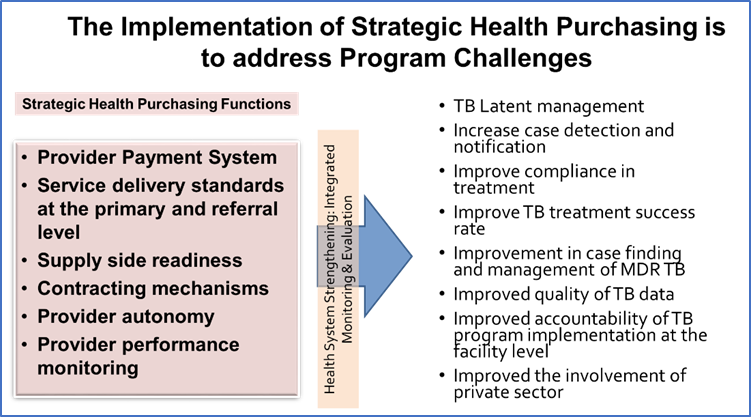 The Implementation of Strategic Health Purchasing is
to address Program Challenges
Strategic Health Purchasing Functions
• Provider Payment System
• Service delivery standards
at the primary and referral
level
• Supply side readiness
• Contracting mechanisms
• Provider autonomy
• Provider performance
monitoring
Health System Strengthening: Integrated
Monitoring & Evaluation
• TB Latent management
• Increase case detection and
notification
• Improve compliance in
treatment
• Improve TB treatment success
rate
• Improvement in case finding
and management of MDR TB
• Improved quality of TB data
• Improved accountability of TB
program implementation at the
facility level
• Improved the involvement of
private sector